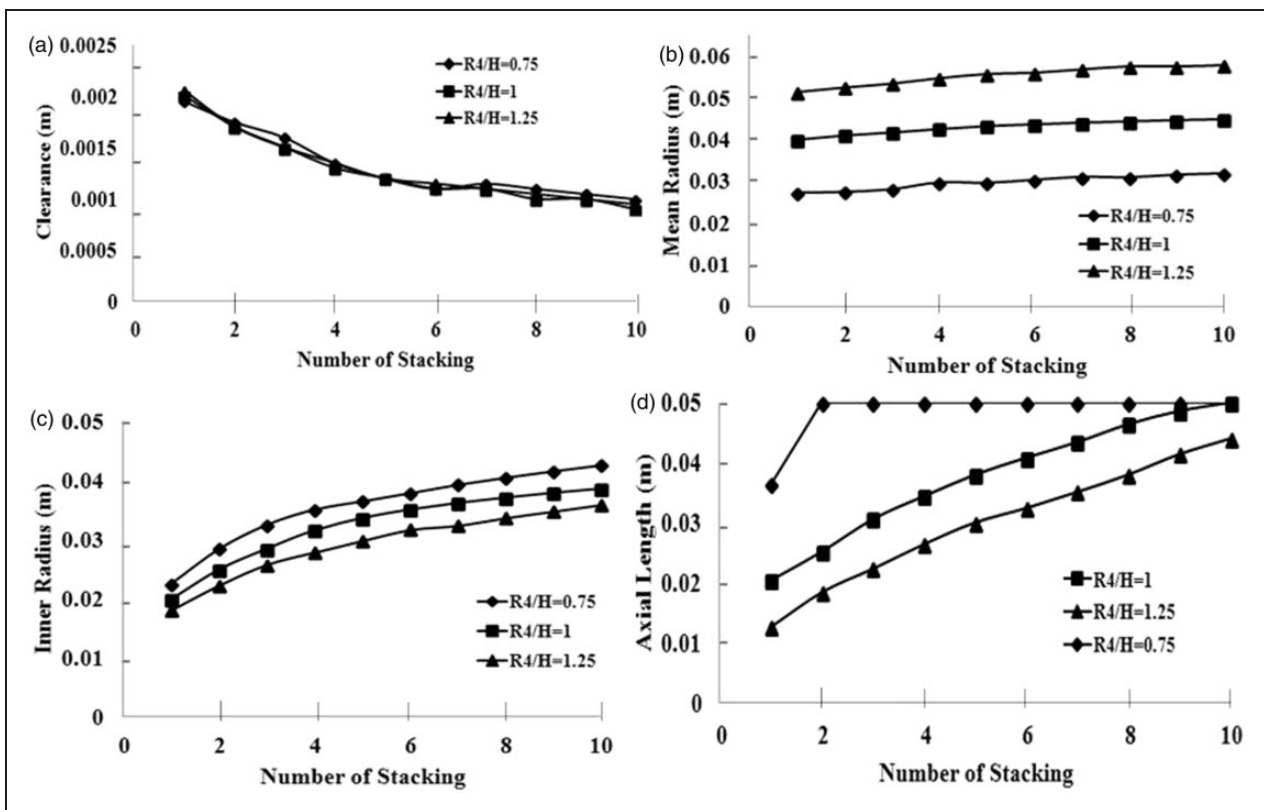 (a)
0.0025
0.002
0.0015
0.001
0.0005
0
Clearance (m)
R4/H=0.75
R4/H=1
R4/H=1.25
0 2 4 6 8 10
Number of Stacking
(b)
0.06
0.05
0.04
0.03
0.02
0.01
0
Mean Radius (m)
R4/H=0.75
R4/H=1
R4/H=1.25
0 2 4 6 8 10
Number of Stacking
(c)
0.05
0.04
0.03
0.02
0.01
0
Inner Radius (m)
R4/H=0.75
R4/H=1
R4/H=1.25
0 2 4 6 8 10
Number of Stacking
(d)
0.05
0.04
0.03
0.02
0.01
0
Axial Length (m)
R4/H=1
R4/H=1.25
R4/H=0.75
0 2 4 6 8 10
Number of Stacking